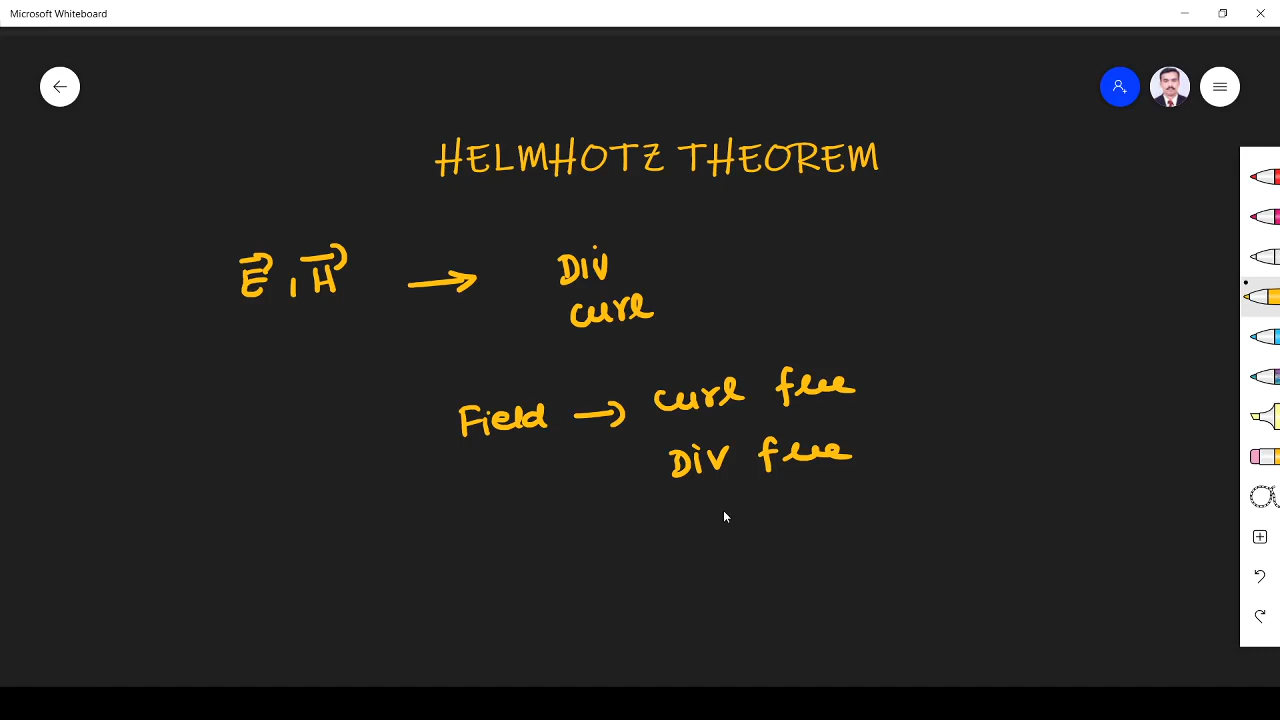 Microsoft Whiteboard
HELMHOTZ THEOREM
E, H → Div
curl
Field → curl free
Div free